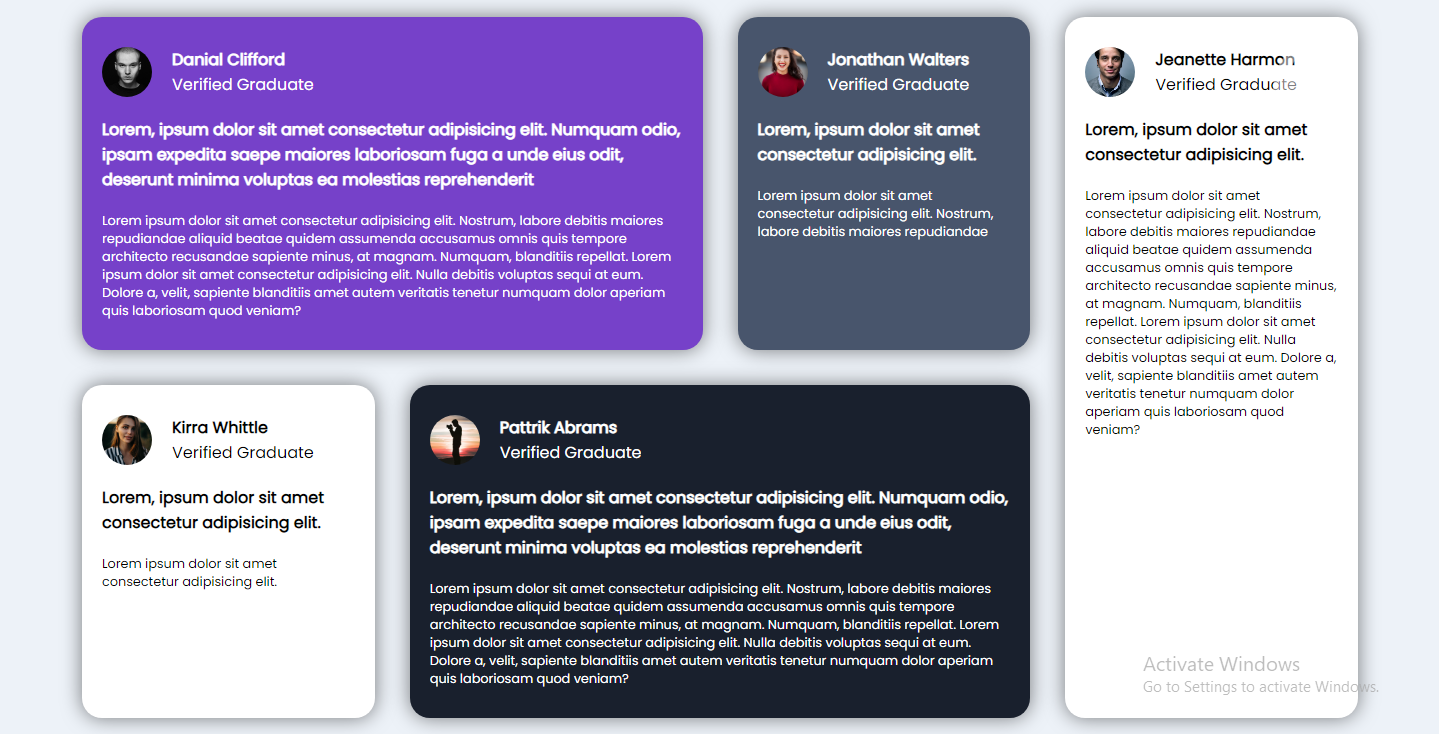 Danial Clifford
Verified Graduate
Lorem, ipsum dolor sit amet consectetur adipisicing elit. Numquam odio,
ipsam expedita saepe maiores laboriosam fuga a unde eius odit,
deserunt minima voluptas ea molestias reprehenderit
Lorem ipsum dolor sit amet consectetur adipisicing elit. Nostrum, labore debitis maiores
repudiandae aliquid beatae quidem assumenda accusamus omnis quis tempore
architecto recusandae sapiente minus, at magnam. Numquam, blanditiis repellat. Lorem
ipsum dolor sit amet consectetur adipisicing elit. Nulla debitis voluptas sequi at eum.
Dolore a, velit, sapiente blanditiis amet autem veritatis tenetur numquam dolor aperiam
quis laboriosam quod veniam?
Jonathan Walters
Verified Graduate
Lorem, ipsum dolor sit amet
consectetur adipisicing elit.
Lorem ipsum dolor sit amet
consectetur adipisicing elit. Nostrum,
labore debitis maiores repudiandae
Jeanette Harmon
Verified Graduate
Lorem, ipsum dolor sit amet
consectetur adipisicing elit.
Lorem ipsum dolor sit amet
consectetur adipisicing elit. Nostrum,
labore debitis maiores repudiandae
aliquid beatae quidem assumenda
accusamus omnis quis tempore
architecto recusandae sapiente minus,
at magnam. Numquam, blanditiis
repellat. Lorem ipsum dolor sit amet
consectetur adipisicing elit. Nulla
debitis voluptas sequi at eum. Dolore a,
velit, sapiente blanditiis amet autem
veritatis tenetur numquam dolor
aperiam quis laboriosam quod
veniam?
Kirra Whittle
Verified Graduate
Lorem, ipsum dolor sit amet
consectetur adipisicing elit.
Lorem ipsum dolor sit amet
consectetur adipisicing elit.
Pattrik Abrams
Verified Graduate
Lorem, ipsum dolor sit amet consectetur adipisicing elit. Numquam odio,
ipsam expedita saepe maiores laboriosam fuga a unde eius odit,
deserunt minima voluptas ea molestias reprehenderit
Lorem ipsum dolor sit amet consectetur adipisicing elit. Nostrum, labore debitis maiores
repudiandae aliquid beatae quidem assumenda accusamus omnis quis tempore
architecto recusandae sapiente minus, at magnam. Numquam, blanditiis repellat. Lorem
ipsum dolor sit amet consectetur adipisicing elit. Nulla debitis voluptas sequi at eum.
Dolore a, velit, sapiente blanditiis amet autem veritatis tenetur numquam dolor aperiam
quis laboriosam quod veniam?
Activate Windows
Go to Settings to activate Windows.